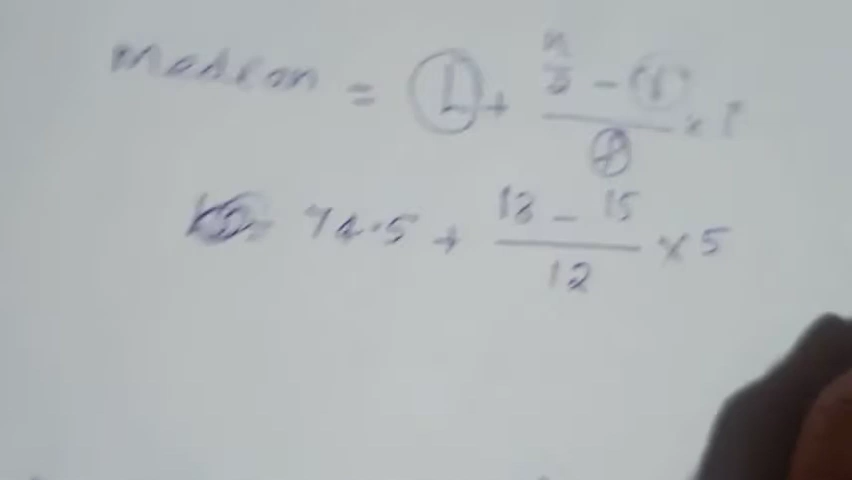 Median = L + n/2 - (f) / f × i
= 74.5 + 18 - 15 / 12 × 5